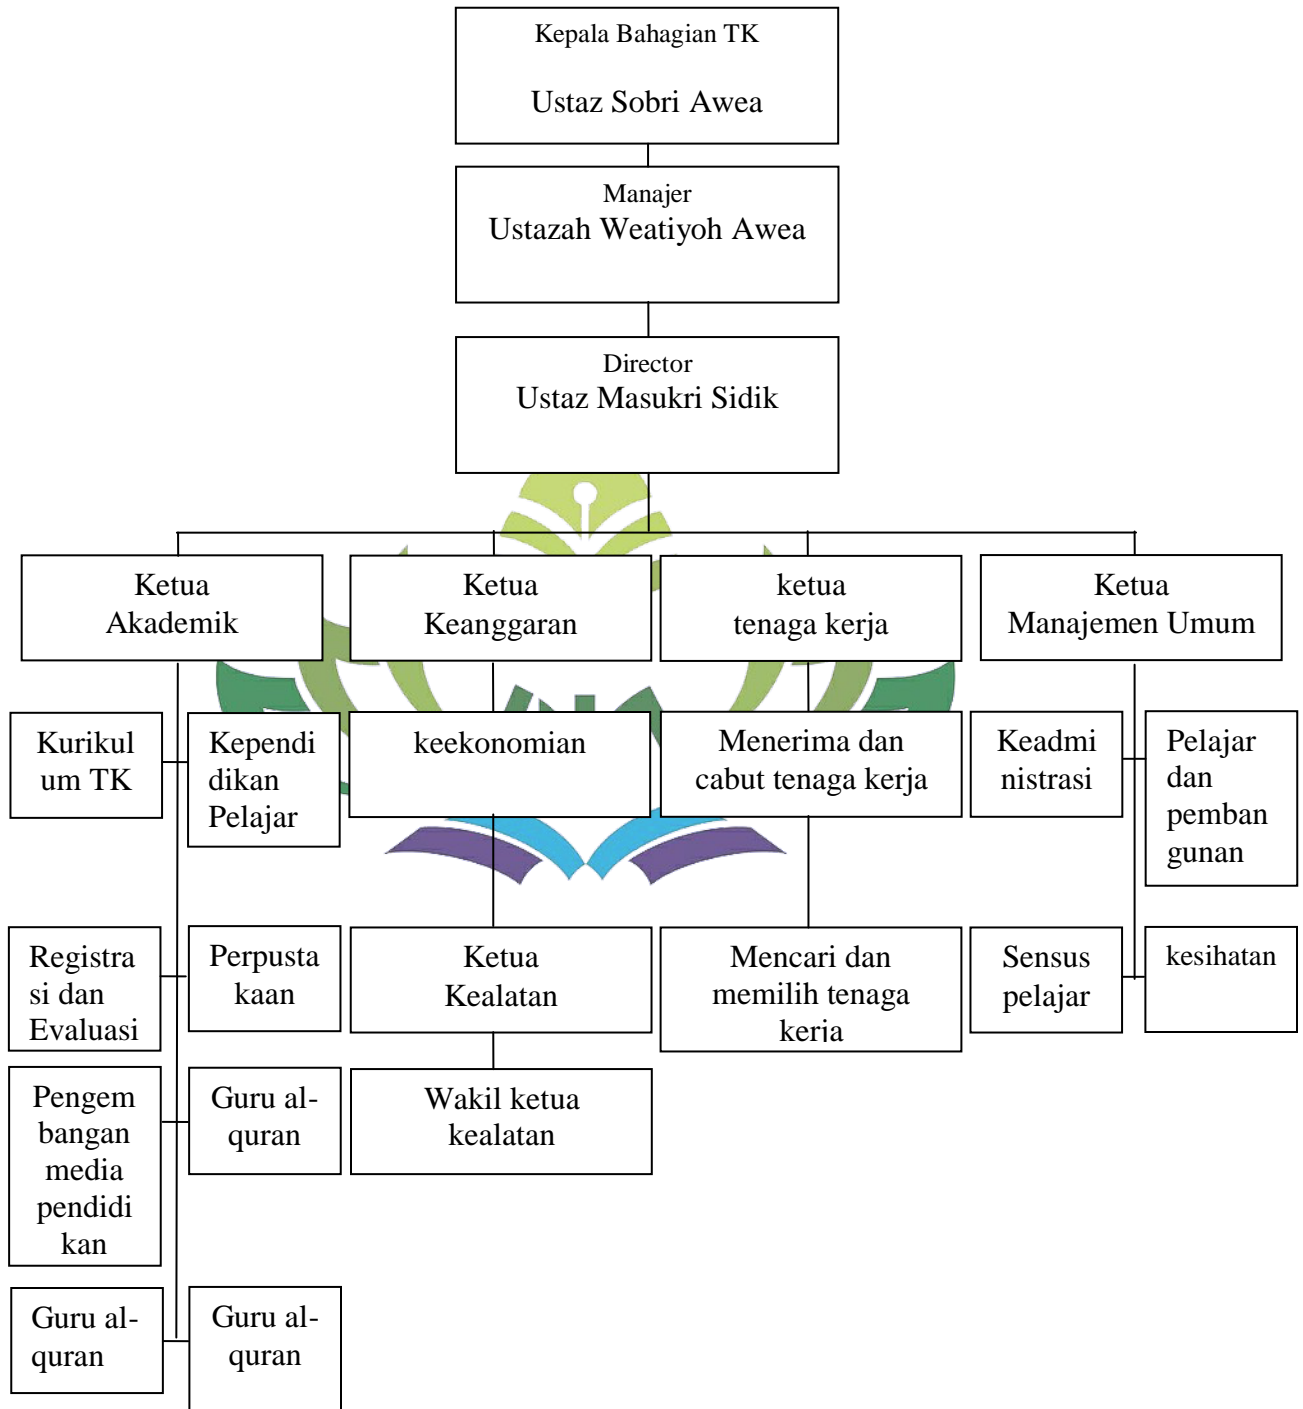 Kepala Bahagian TK
Ustaz Sobri Awea
Manajer
Ustazah Weatiyoh Awea
Director
Ustaz Masukri Sidik
Ketua
Akademik
Ketua
Keanggaran
ketua
tenaga kerja
Ketua
Manajemen Umum
Kurikul
um TK
Kependi
dikan
Pelajar
keekonomian
Menerima dan
cabut tenaga kerja
Keadmi
nistrasi
Pelajar
dan
pemban
gunan
Registra
si dan
Evaluasi
Perpusta
kaan
Ketua
Kealatan
Mencari dan
memilih tenaga
kerja
Sensus
pelajar
kesihatan
Pengem
bangan
media
pendidi
kan
Guru al-
quran
Wakil ketua
kealatan
Guru al-
quran
Guru al-
quran